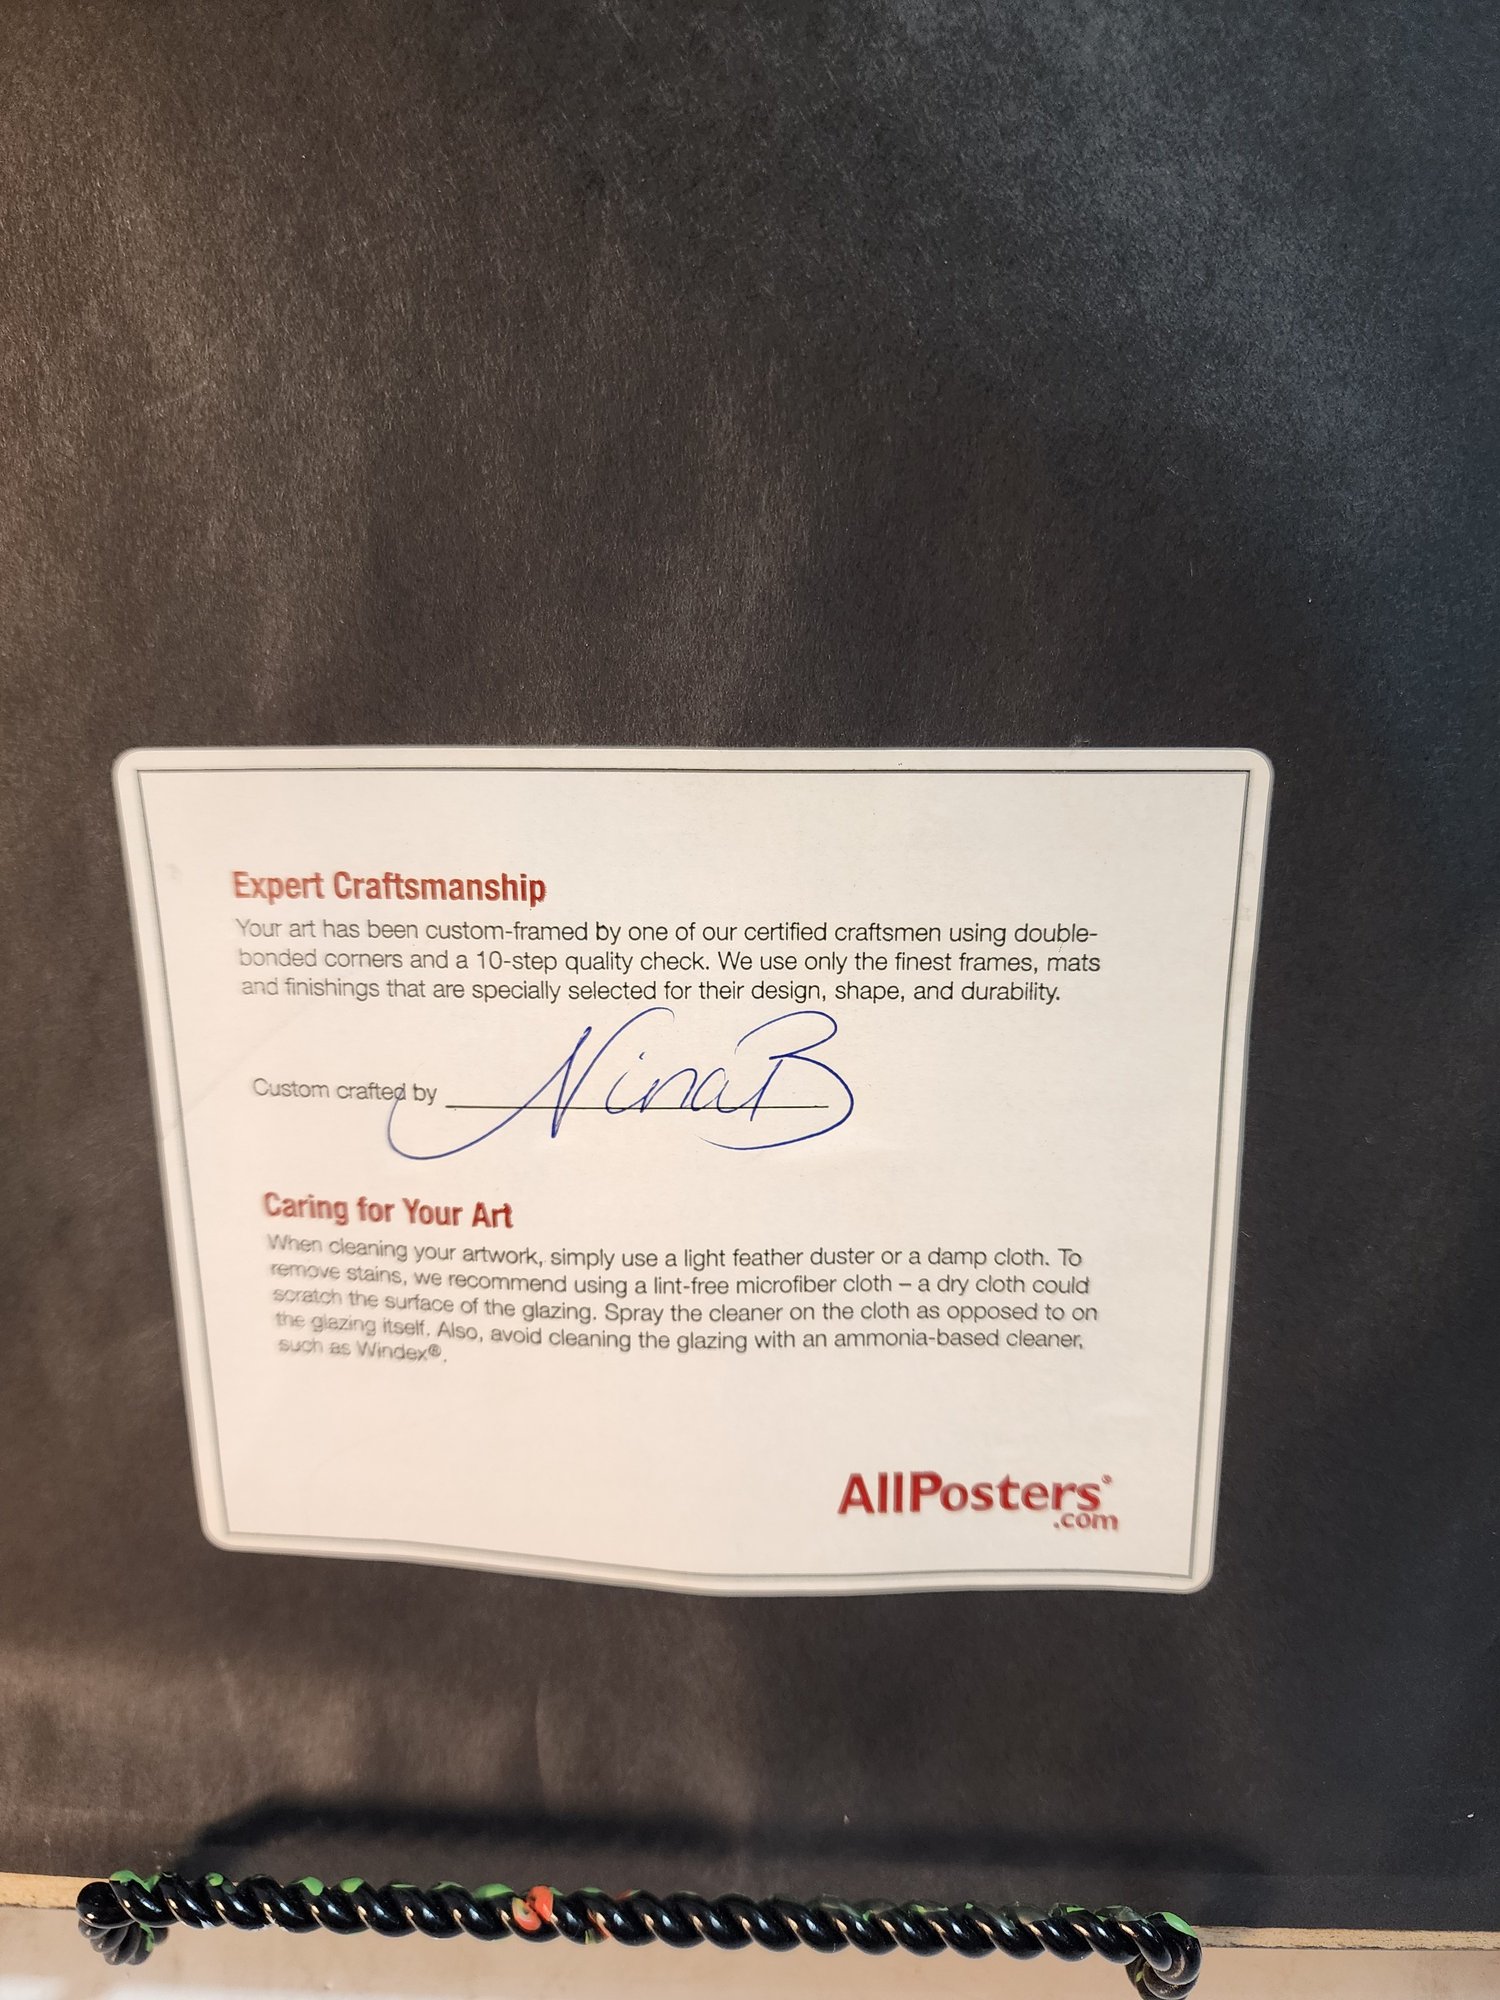 Expert Craftsmanship
Your art has been custom-framed by one of our certified craftsmen using double-
bonded corners and a 10-step quality check. We use only the finest frames, mats
and finishings that are specially selected for their design, shape, and durability.
Custom crafted by Nina B
Caring for Your Art
When cleaning your artwork, simply use a light feather duster or a damp cloth. To
remove stains, we recommend using a lint-free microfiber cloth – a dry cloth could
scratch the surface of the glazing. Spray the cleaner on the cloth as opposed to on
the glazing itself. Also, avoid cleaning the glazing with an ammonia-based cleaner,
such as Windex®.
AllPosters®
.com